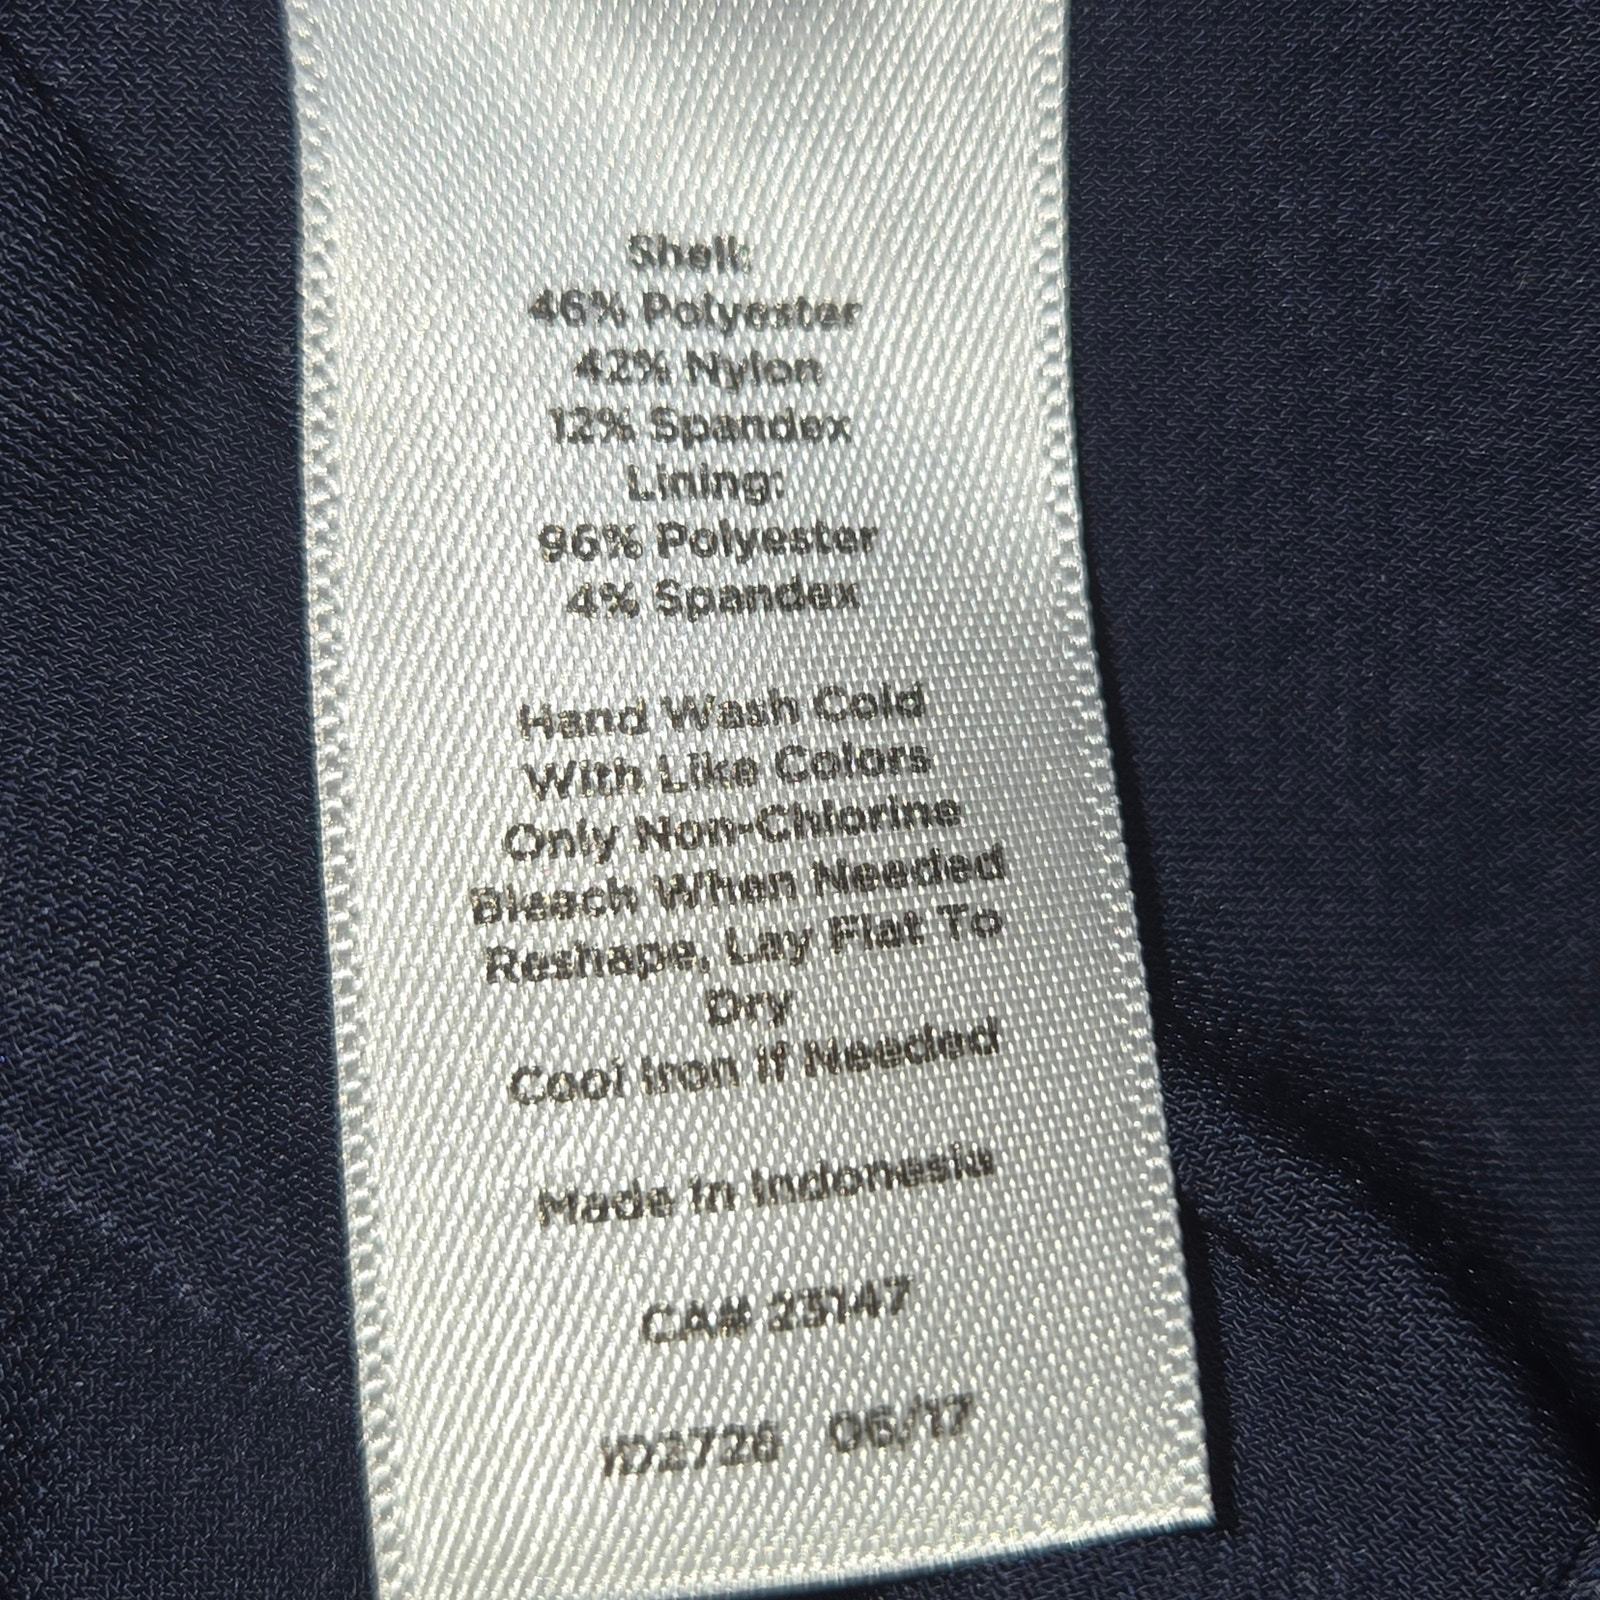 Shell:
46% Polyester
42% Nylon
12% Spandex
Lining:
96% Polyester
4% Spandex
Hand Wash Cold
With Like Colors
Only Non-Chlorine
Bleach When Needed
Reshape, Lay Flat To
Dry
Cool Iron If Needed
Made In Indonesia
CA# 23147
ID2726 06/17